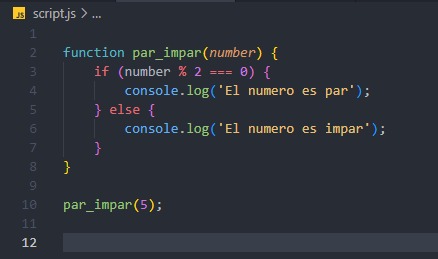 JS script.js > ...
1
2 function par_impar(number) {
3 if (number % 2 === 0) {
4 console.log('El numero es par');
5 } else {
6 console.log('El numero es impar');
7 }
8 }
9
10 par_impar(5);
11
12